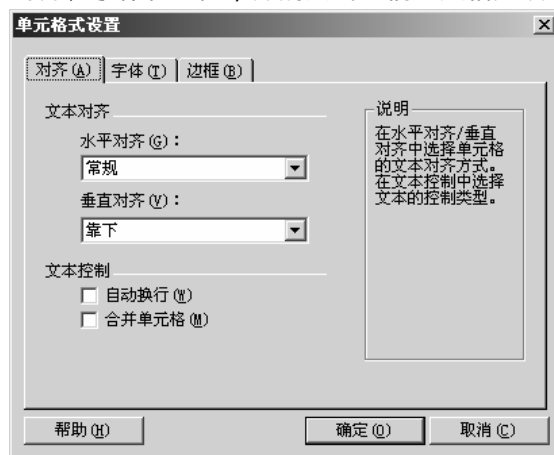 单元格式设置
对齐(A) 字体(T) 边框(B)
文本对齐
水平对齐(G)：
常规
垂直对齐(V)：
靠下
文本控制
自动换行(W)
合并单元格(M)
说明
在水平对齐/垂直
对齐中选择单元格
的文本对齐方式。
在文本控制中选择
文本的控制类型。
帮助(H) 确定(O) 取消(C)